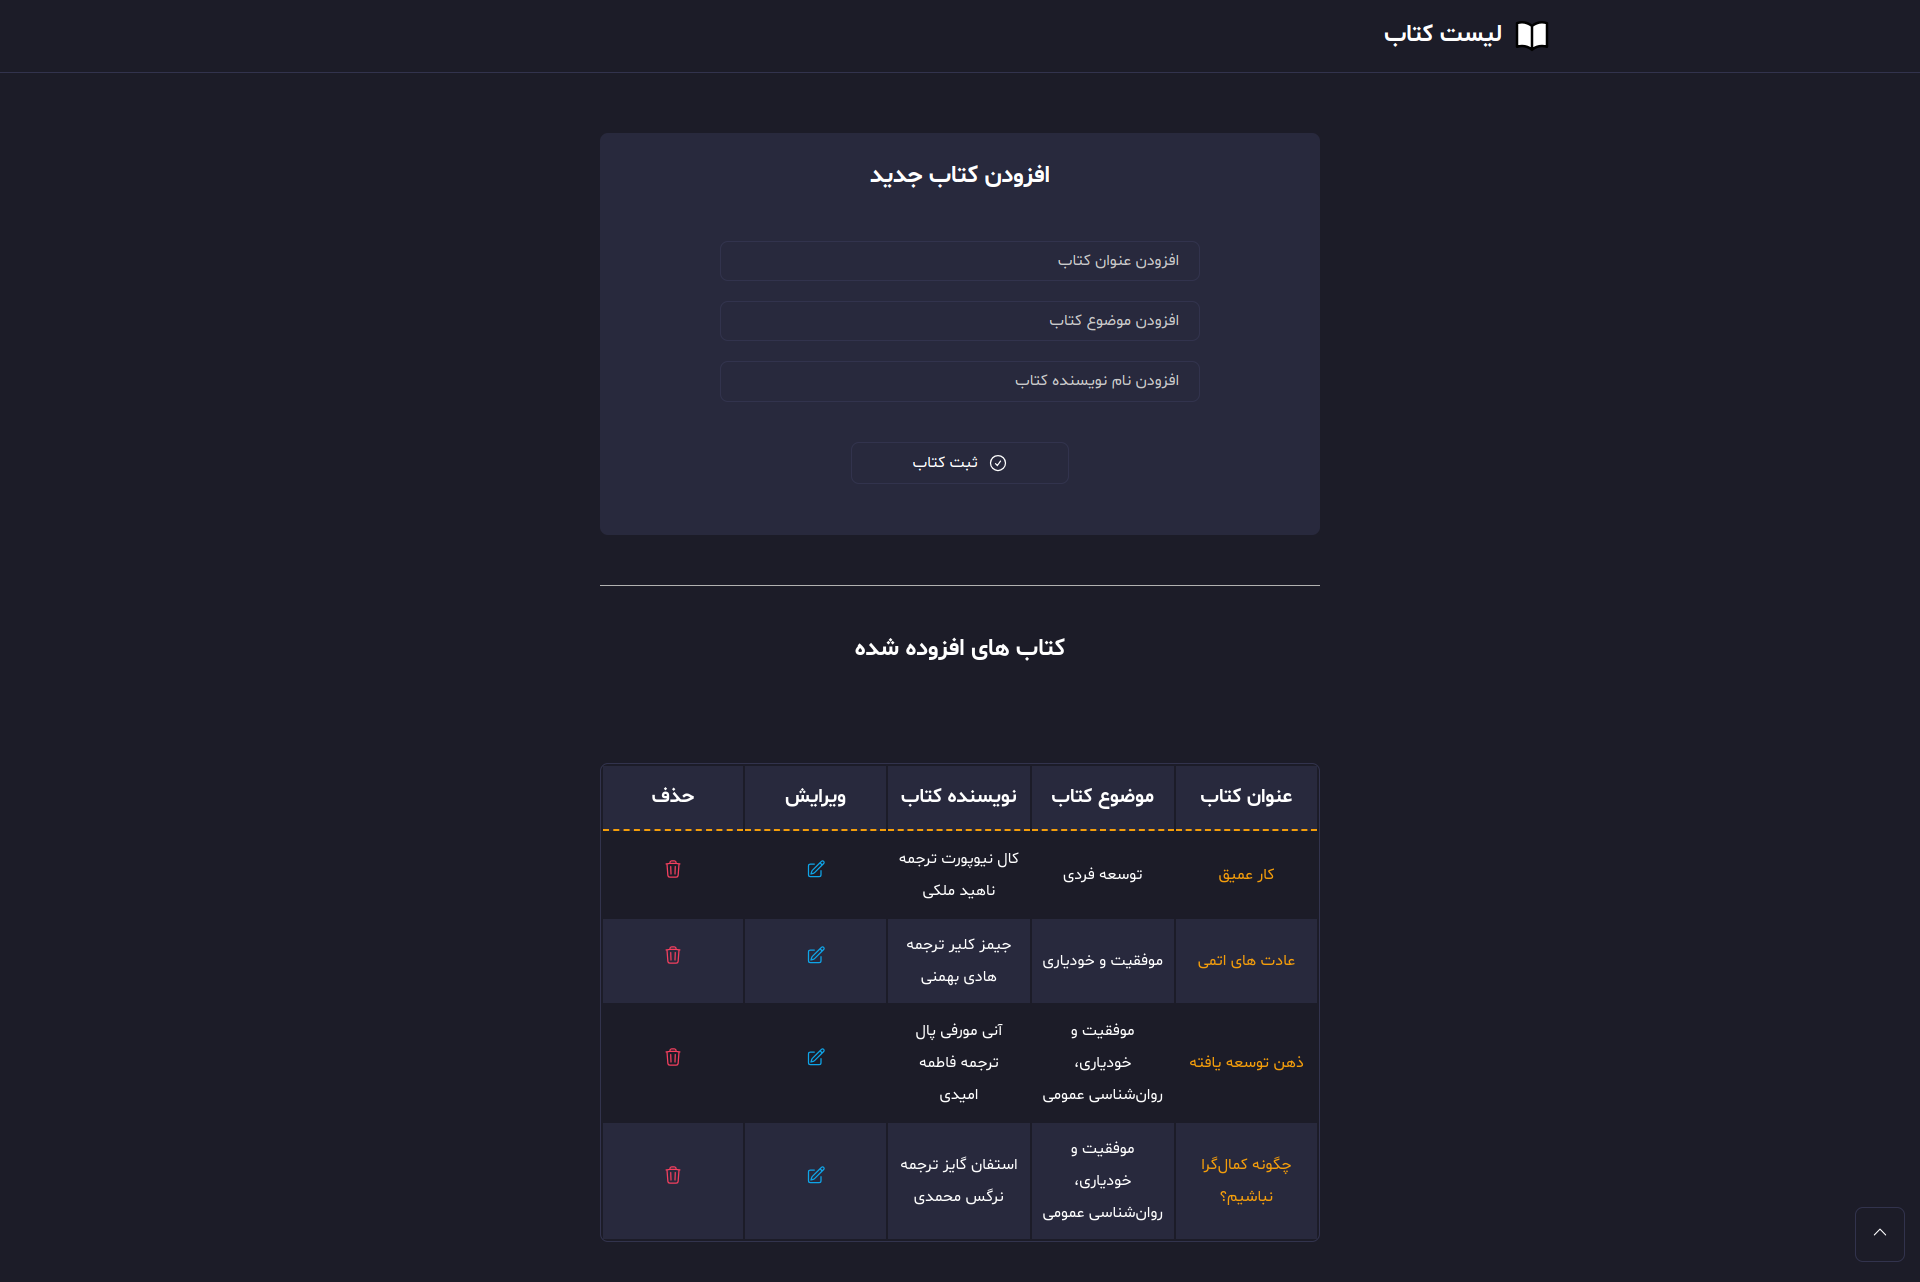 لیست کتاب
افزودن کتاب جدید
افزودن عنوان کتاب
افزودن موضوع کتاب
افزودن نام نویسنده کتاب
ثبت کتاب
کتاب های افزوده شده
عنوان کتاب موضوع کتاب نویسنده کتاب ویرایش حذف
کار عمیق
توسعه فردی
کال نیوپورت ترجمه
ناهید ملکی
عادت های اتمی
موفقیت و خودیاری
جیمز کلیر ترجمه
هادی بهمنی
ذهن توسعه یافته
موفقیت و
خودیاری،
روان‌شناسی عمومی
آنی مورفی پال
ترجمه فاطمه
امیدی
چگونه کمال‌گرا
نباشیم؟
موفقیت و
خودیاری،
روان‌شناسی عمومی
استفان گایز ترجمه
نرگس محمدی